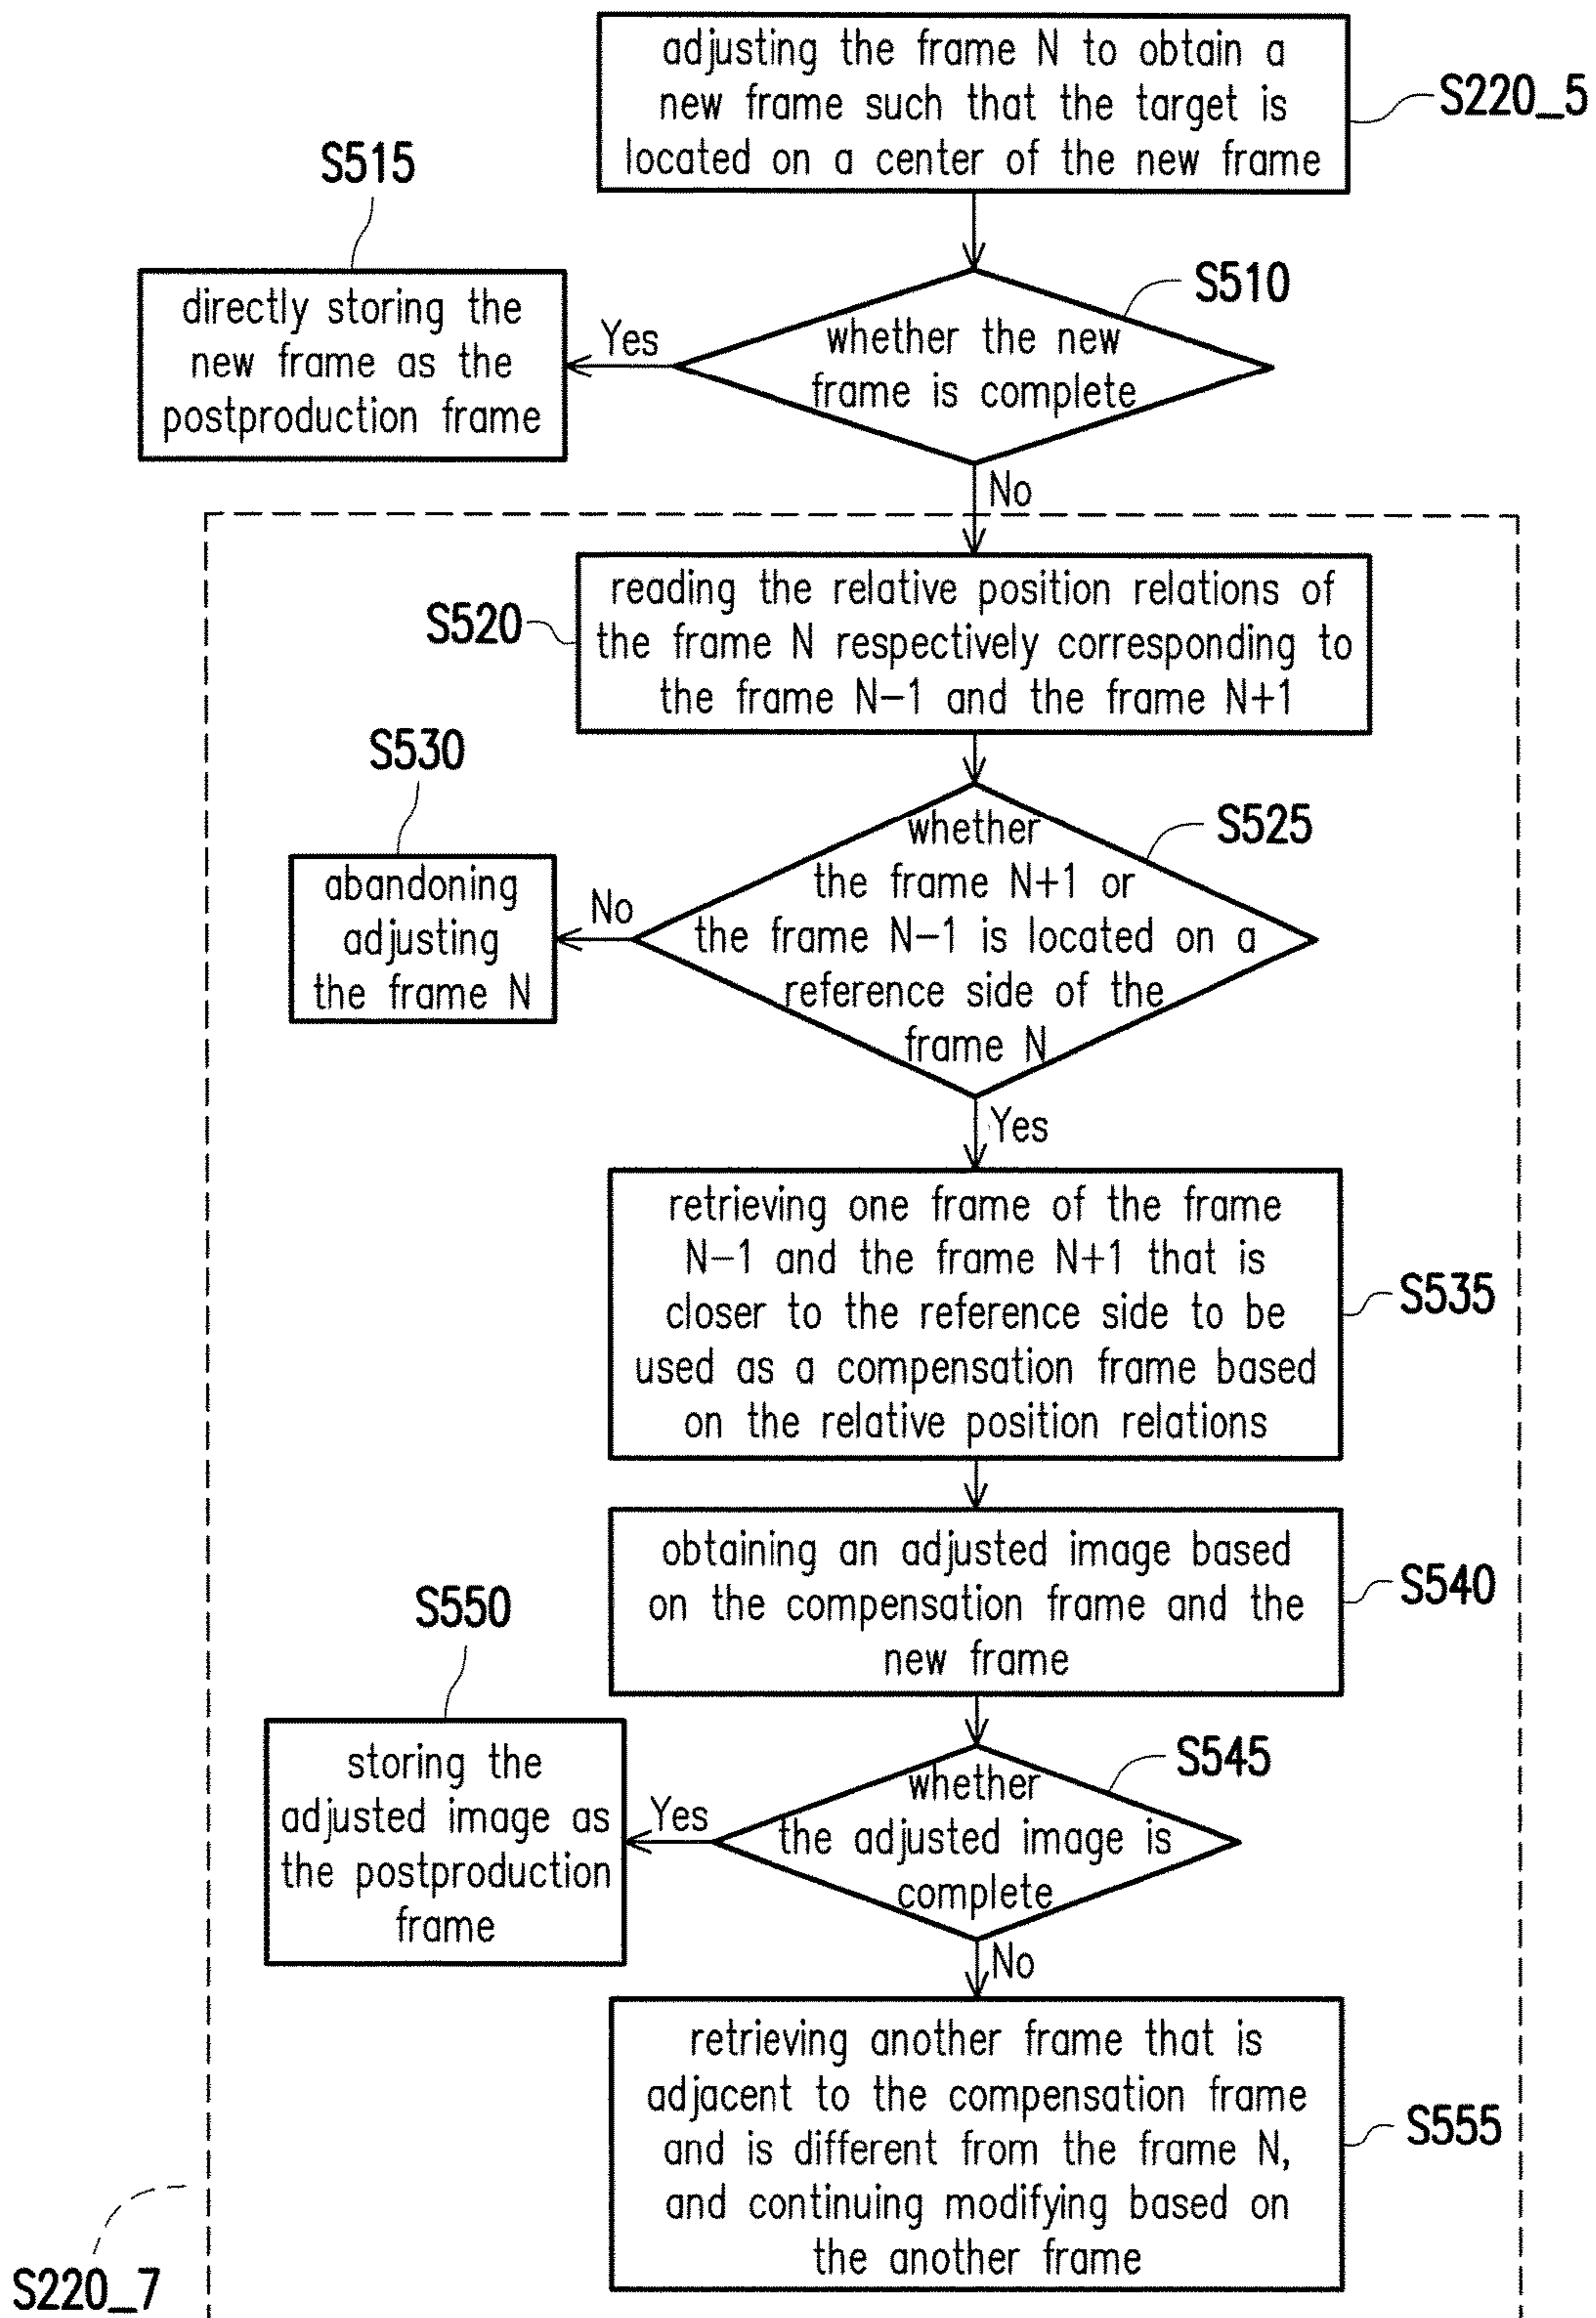 adjusting the frame N to obtain a
new frame such that the target is
located on a center of the new frame
S220_5
S515
directly storing the
new frame as the
postproduction frame
Yes
S510
whether the new
frame is complete
No
S520
reading the relative position relations of
the frame N respectively corresponding to
the frame N-1 and the frame N+1
S530
abandoning
adjusting
the frame N
No
S525
whether
the frame N+1 or
the frame N-1 is located on a
reference side of the
frame N
Yes
retrieving one frame of the frame
N-1 and the frame N+1 that is
closer to the reference side to be
used as a compensation frame based
on the relative position relations
S535
obtaining an adjusted image based
on the compensation frame and the
new frame
S540
S550
storing the
adjusted image as
the postproduction
frame
Yes
S545
whether
the adjusted image is
complete
No
retrieving another frame that is
adjacent to the compensation frame
and is different from the frame N,
and continuing modifying based on
the another frame
S555
S220_7